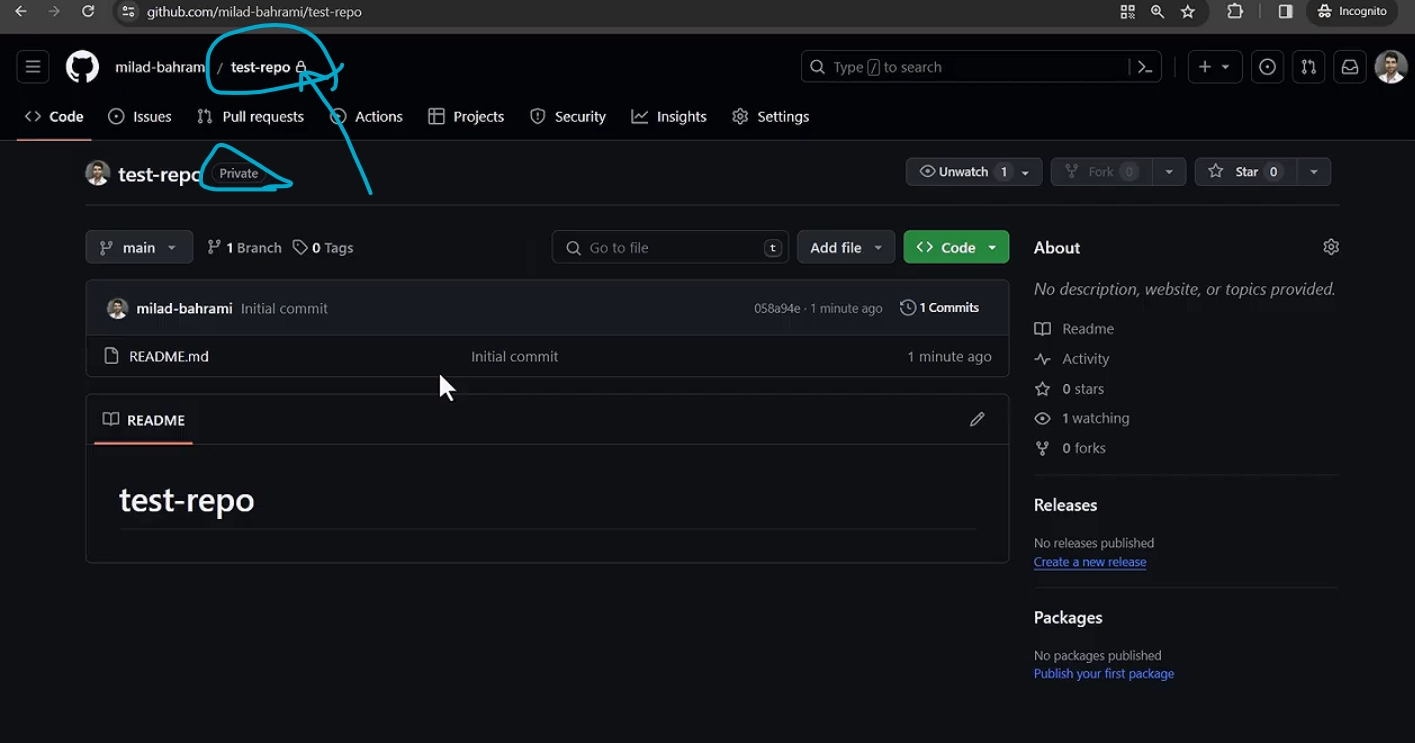 github.com/milad-bahrami/test-repo
Incognito
milad-bahram / test-repo
Type / to search
Code Issues Pull requests Actions Projects Security Insights Settings
test-repo Private
Unwatch 1 Fork 0 Star 0
main 1 Branch 0 Tags Go to file t Add file Code
milad-bahrami Initial commit 058a94e · 1 minute ago 1 Commits
README.md Initial commit 1 minute ago
README
test-repo
About
No description, website, or topics provided.
Readme
Activity
0 stars
1 watching
0 forks
Releases
No releases published
Create a new release
Packages
No packages published
Publish your first package